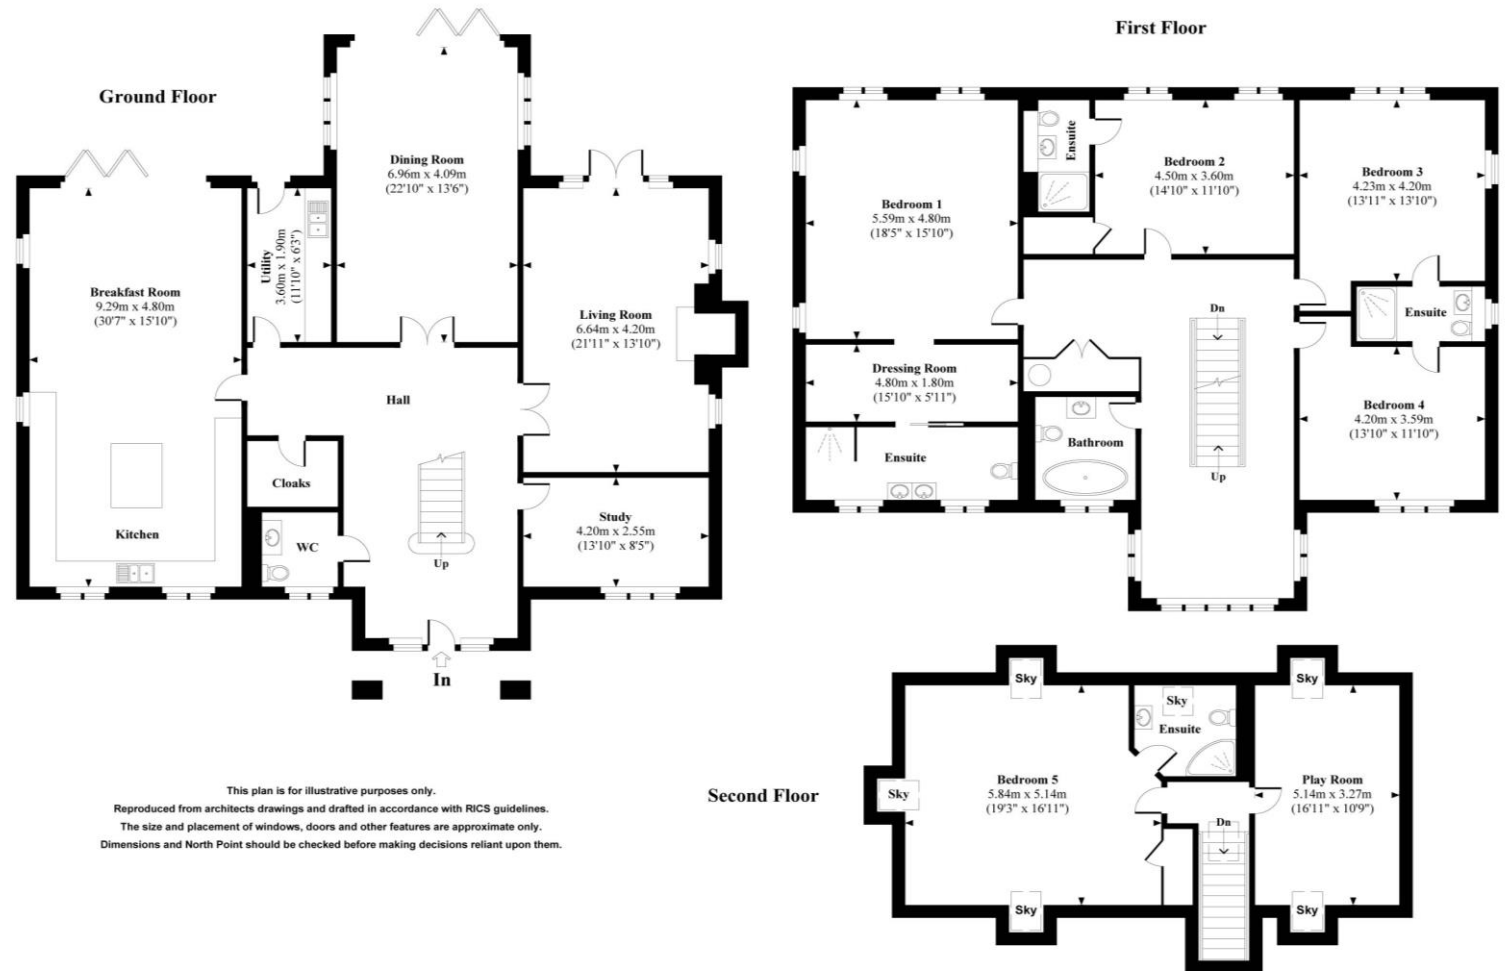 Ground Floor
Dining Room
6.96m x 4.09m
(22'10" x 13'6")
Utility
3.60m x 1.90m
(11'10" x 6'3")
Breakfast Room
9.29m x 4.80m
(30'7" x 15'10")
Living Room
6.64m x 4.20m
(21'11" x 13'10")
Hall
Cloaks
Kitchen
WC
Up
Study
4.20m x 2.55m
(13'10" x 8'5")
In
First Floor
Bedroom 1
5.59m x 4.80m
(18'5" x 15'10")
Ensuite
Bedroom 2
4.50m x 3.60m
(14'10" x 11'10")
Bedroom 3
4.23m x 4.20m
(13'11" x 13'10")
Dn
Ensuite
Dressing Room
4.80m x 1.80m
(15'10" x 5'11")
Bedroom 4
4.20m x 3.59m
(13'10" x 11'10")
Ensuite
Bathroom
Up
Second Floor
Sky
Sky
Sky
Ensuite
Sky
Bedroom 5
5.84m x 5.14m
(19'3" x 16'11")
Play Room
5.14m x 3.27m
(16'11" x 10'9")
Dn
Sky
Sky
This plan is for illustrative purposes only.
Reproduced from architects drawings and drafted in accordance with RICS guidelines.
The size and placement of windows, doors and other features are approximate only.
Dimensions and North Point should be checked before making decisions reliant upon them.